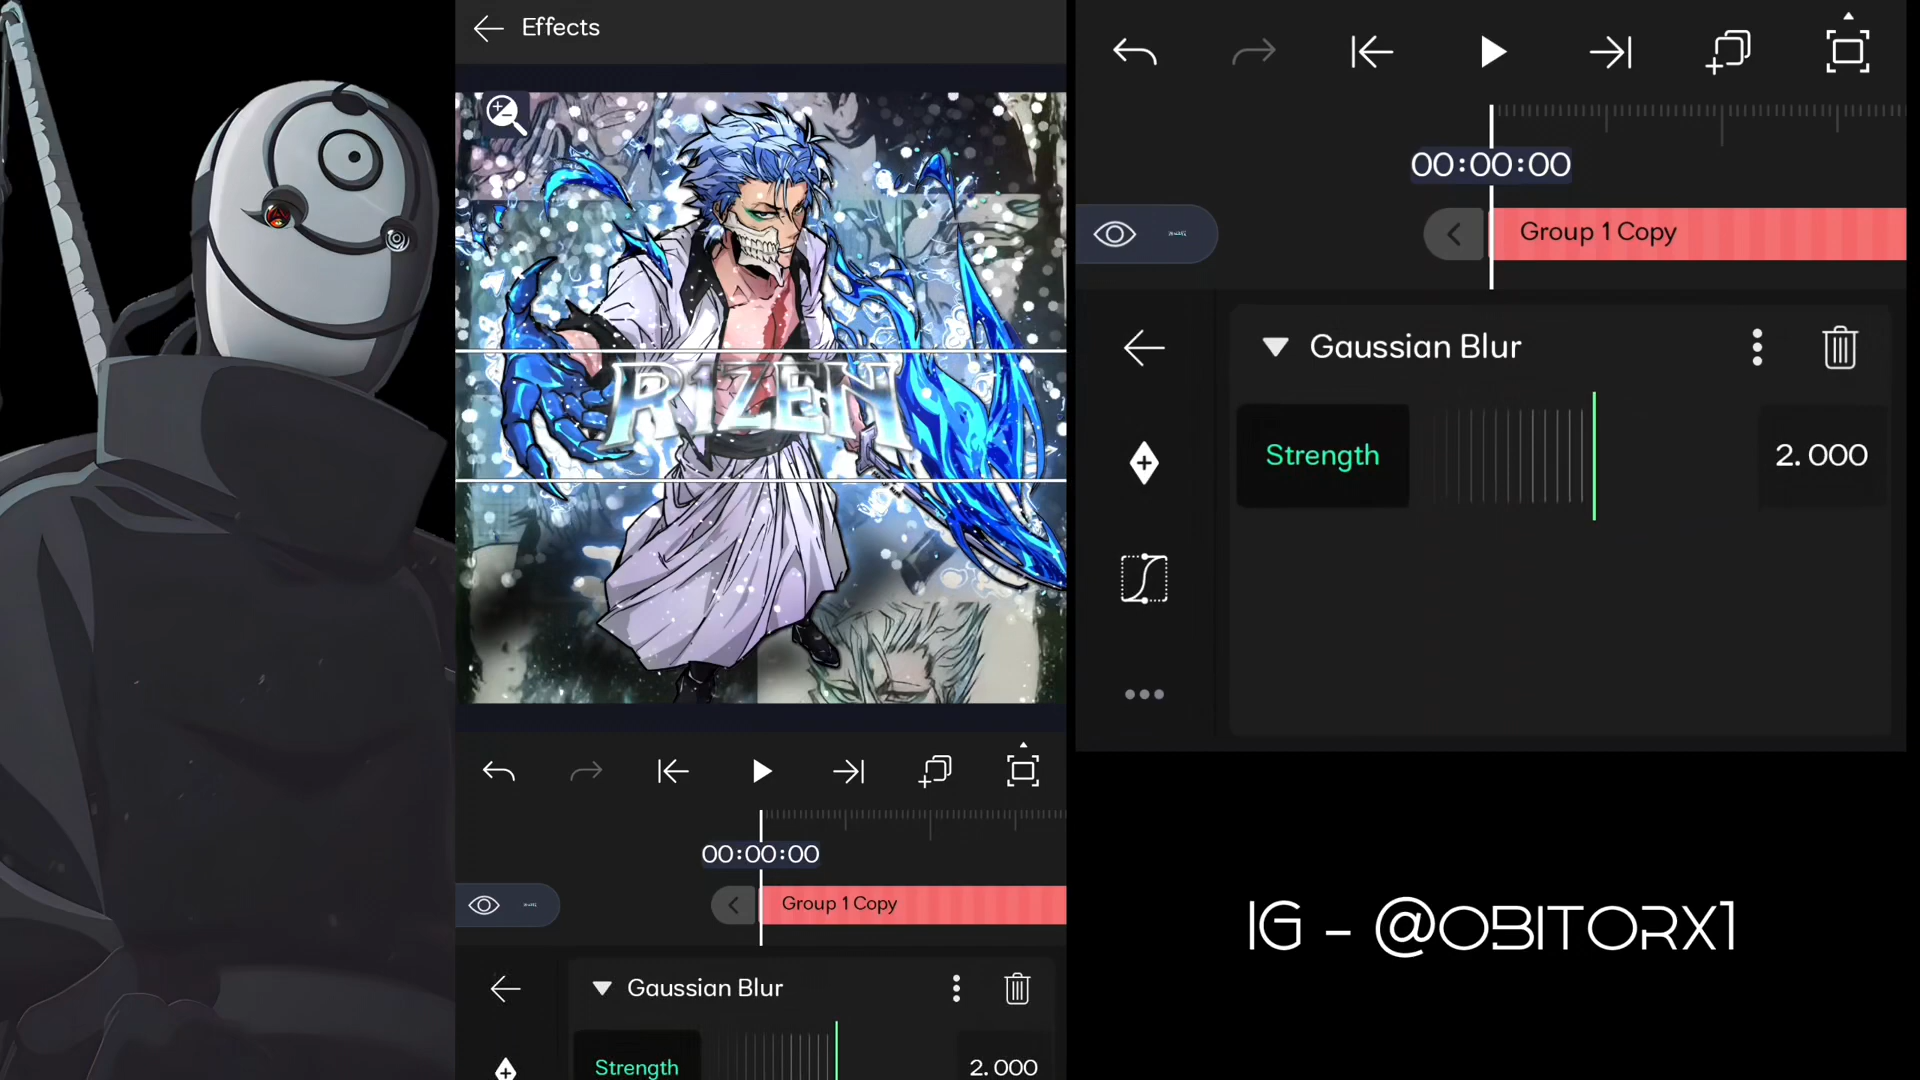 Effects
R1ZEN
00:00:00
Group 1 Copy
Gaussian Blur
Strength
2.000
00:00:00
Group 1 Copy
Gaussian Blur
Strength
2.000
IG - @OBITORX1